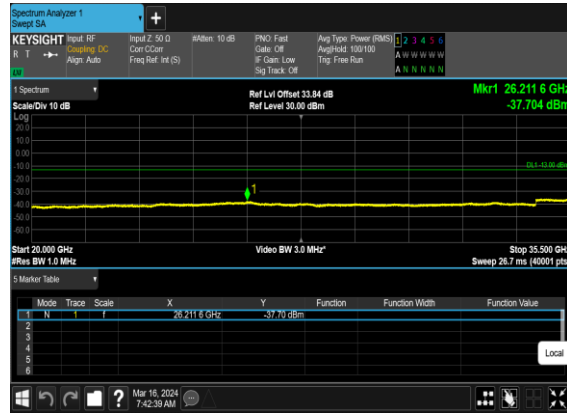 Spectrum Analyzer 1
Swept SA
+
KEYSIGHT Input: RF Input Z: 50 Ω #Atten: 10 dB PNO: Fast Avg Type: Power (RMS) 1 2 3 4 5 6
R T Coupling: DC Corr CCorr Gate: Off Avg|Hold: 100/100 A W W W W W
Align: Auto Freq Ref: Int (S) IF Gain: Low Trig: Free Run
Sig Track: Off A N N N N N
1 Spectrum Ref Lvl Offset 33.84 dB Mkr1 26.211 6 GHz
Scale/Div 10 dB Ref Level 30.00 dBm -37.704 dBm
Log
20.0
10.0
0.00
-10.0
DL1 -13.00 dBm
-20.0
-30.0
1
-40.0
-50.0
-60.0
Start 20.000 GHz Video BW 3.0 MHz* Stop 35.500 GHz
#Res BW 1.0 MHz Sweep 26.7 ms (40001 pts
5 Marker Table
Mode Trace Scale X Y Function Function Width Function Value
1 N 1 f 26.211 6 GHz -37.70 dBm
2
3
4
5
6
Local
?
Mar 16, 2024
7:42:39 AM